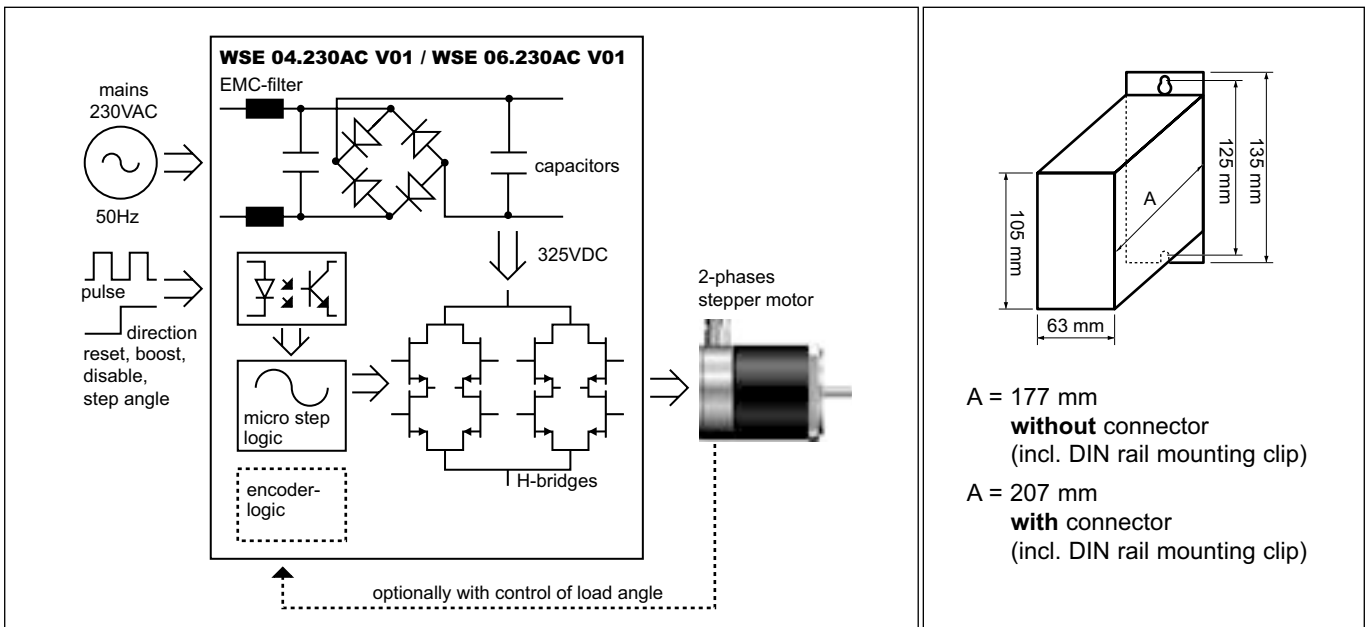 WSE 04.230AC V01 / WSE 06.230AC V01
EMC-filter
mains
230VAC
50Hz
capacitors
325VDC
pulse
direction
reset, boost,
disable,
step angle
micro step
logic
encoder-
logic
H-bridges
2-phases
stepper motor
optionally with control of load angle
105 mm
63 mm
A
125 mm
135 mm
A = 177 mm
without connector
(incl. DIN rail mounting clip)
A = 207 mm
with connector
(incl. DIN rail mounting clip)